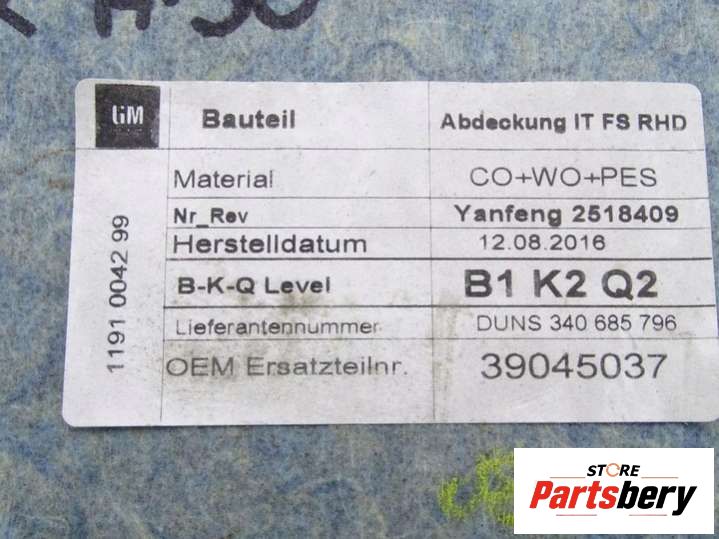 GM
Bauteil Abdeckung IT FS RHD
Material CO+WO+PES
Nr_Rev Yanfeng 2518409
Herstelldatum 12.08.2016
B-K-Q Level B1 K2 Q2
Lieferantennummer DUNS 340 685 796
OEM Ersatzteilnr. 39045037
11191 0042 99
STORE
Partsbery